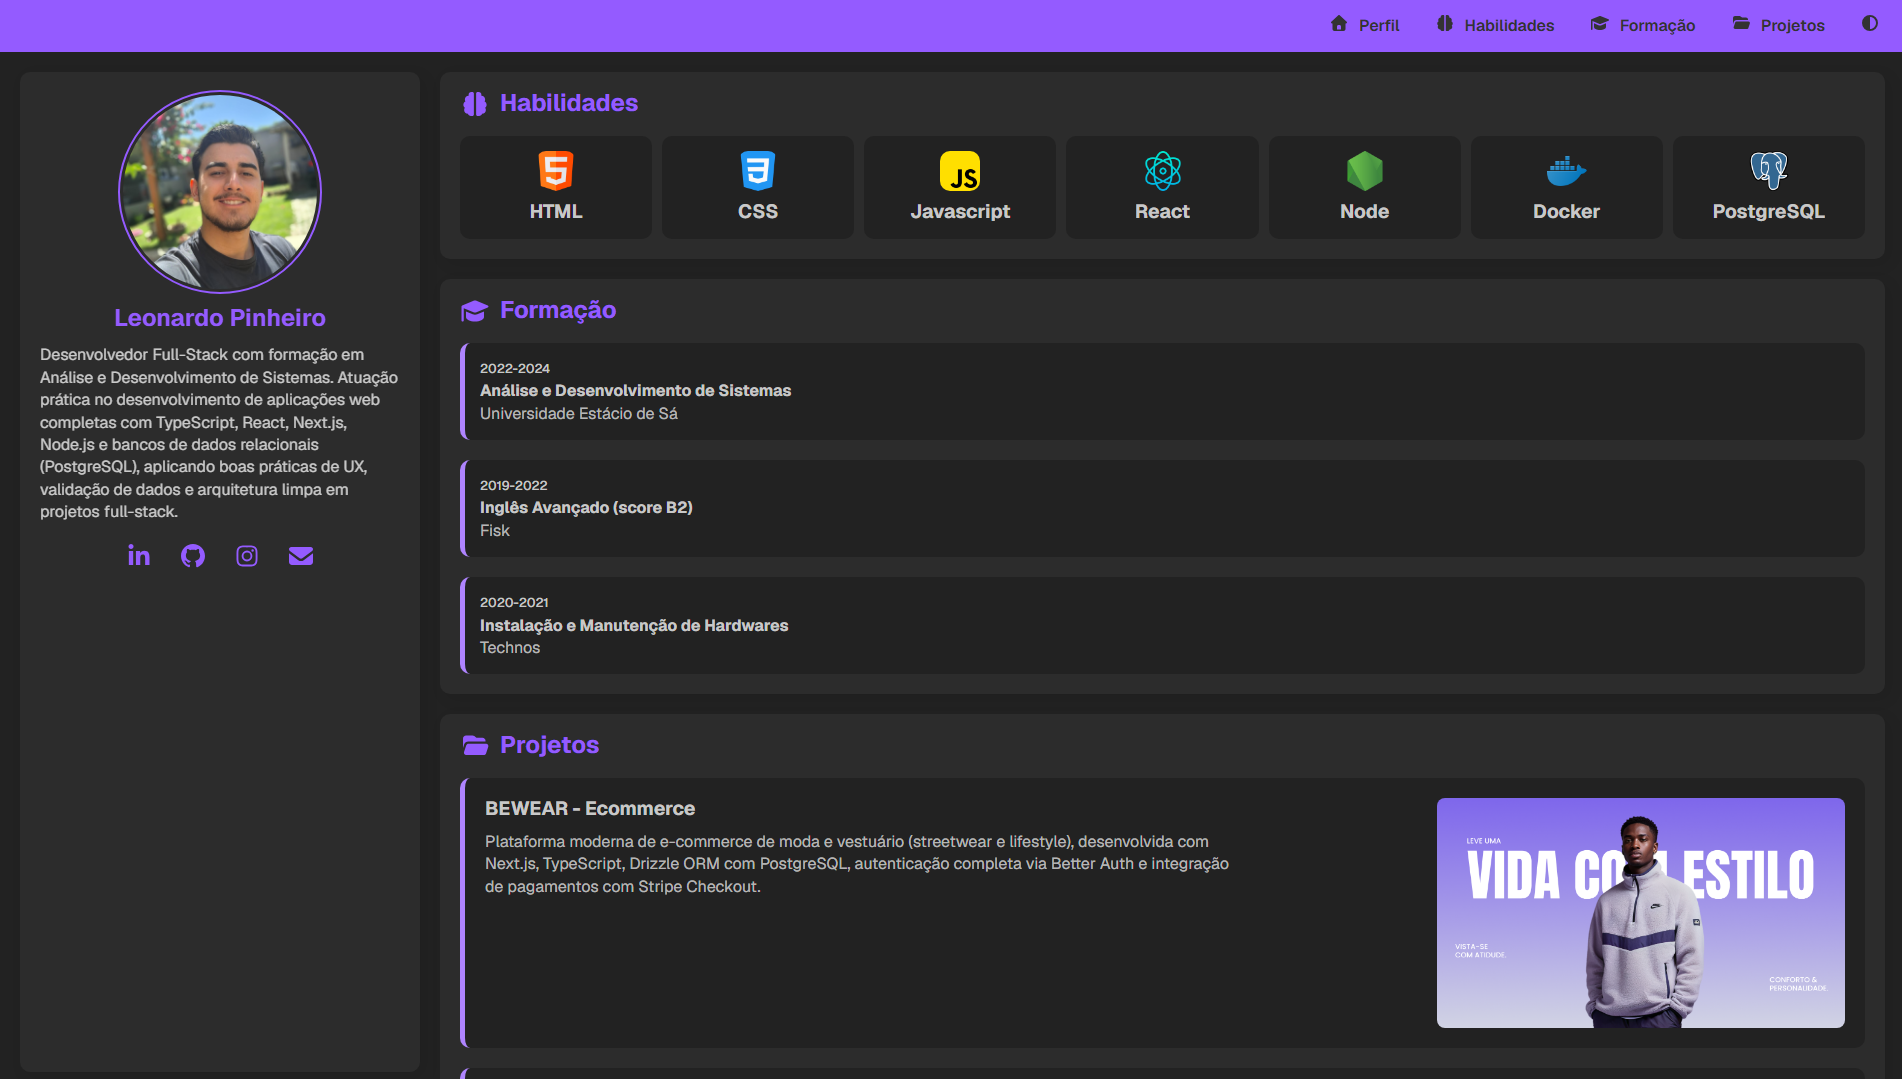 Perfil
Habilidades
Formação
Projetos
Leonardo Pinheiro
Desenvolvedor Full-Stack com formação em
Análise e Desenvolvimento de Sistemas. Atuação
prática no desenvolvimento de aplicações web
completas com TypeScript, React, Next.js,
Node.js e bancos de dados relacionais
(PostgreSQL), aplicando boas práticas de UX,
validação de dados e arquitetura limpa em
projetos full-stack.
Habilidades
HTML
CSS
JS
Javascript
React
Node
Docker
PostgreSQL
Formação
2022-2024
Análise e Desenvolvimento de Sistemas
Universidade Estácio de Sá
2019-2022
Inglês Avançado (score B2)
Fisk
2020-2021
Instalação e Manutenção de Hardwares
Technos
Projetos
BEWEAR - Ecommerce
Plataforma moderna de e-commerce de moda e vestuário (streetwear e lifestyle), desenvolvida com
Next.js, TypeScript, Drizzle ORM com PostgreSQL, autenticação completa via Better Auth e integração
de pagamentos com Stripe Checkout.
LEVE UMA
VIDA COM ESTILO
VISTA-SE
COM ATIDUDE.
CONFORTO &
PERSONALIDADE